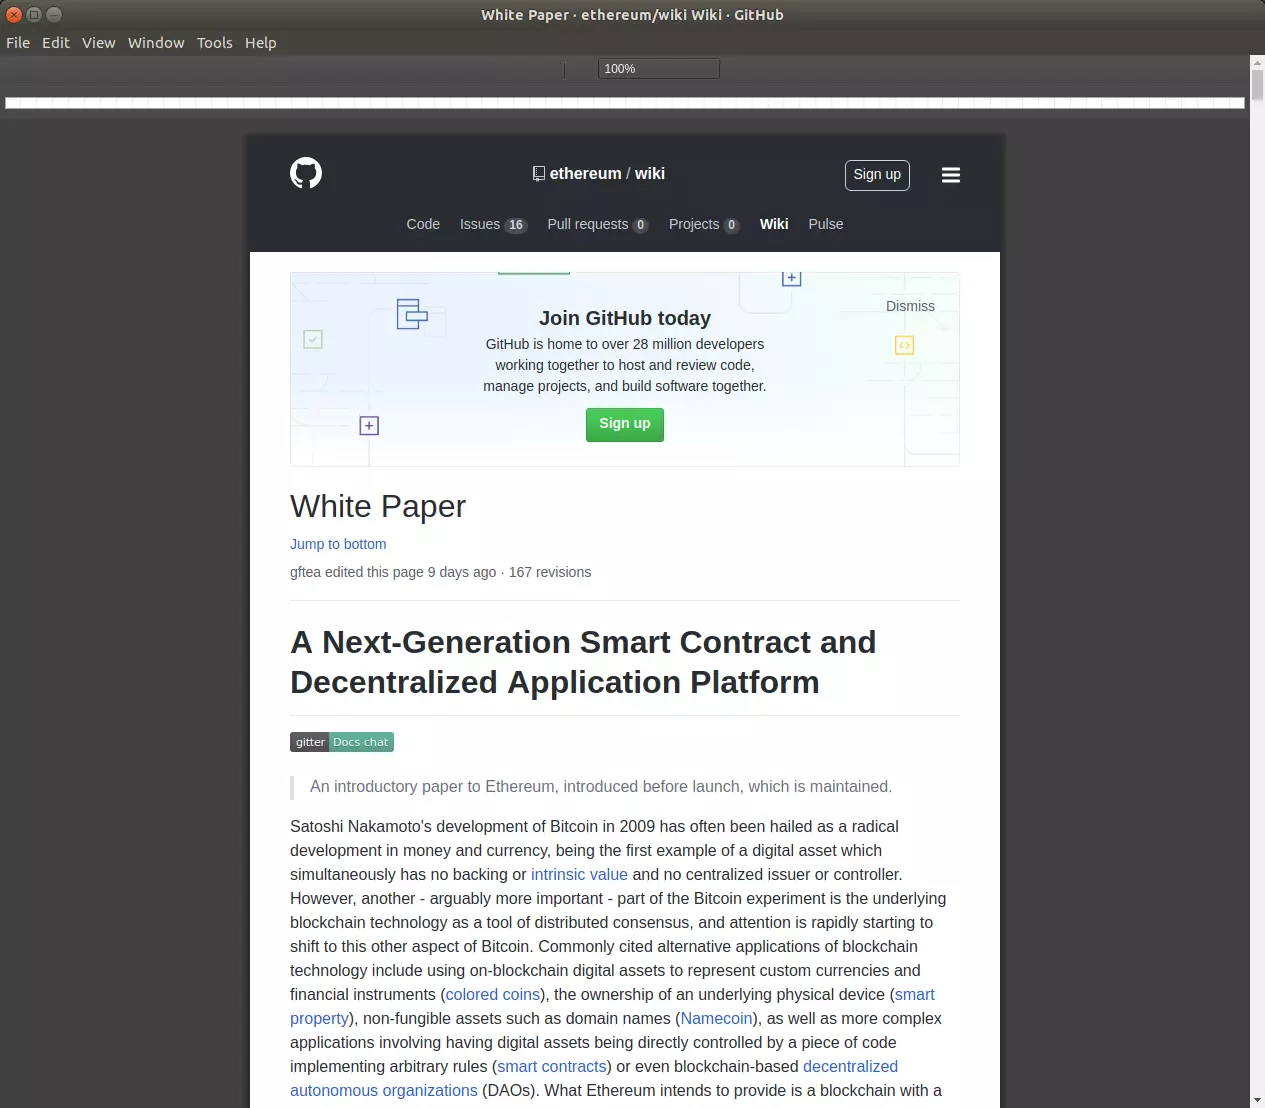 White Paper · ethereum/wiki Wiki · GitHub
File Edit View Window Tools Help
100%
ethereum / wiki
Sign up
Code Issues 16 Pull requests 0 Projects 0 Wiki Pulse
Dismiss
Join GitHub today
GitHub is home to over 28 million developers
working together to host and review code,
manage projects, and build software together.
Sign up
White Paper
Jump to bottom
gftea edited this page 9 days ago · 167 revisions
A Next-Generation Smart Contract and
Decentralized Application Platform
gitter Docs chat
An introductory paper to Ethereum, introduced before launch, which is maintained.
Satoshi Nakamoto's development of Bitcoin in 2009 has often been hailed as a radical
development in money and currency, being the first example of a digital asset which
simultaneously has no backing or intrinsic value and no centralized issuer or controller.
However, another - arguably more important - part of the Bitcoin experiment is the underlying
blockchain technology as a tool of distributed consensus, and attention is rapidly starting to
shift to this other aspect of Bitcoin. Commonly cited alternative applications of blockchain
technology include using on-blockchain digital assets to represent custom currencies and
financial instruments (colored coins), the ownership of an underlying physical device (smart
property), non-fungible assets such as domain names (Namecoin), as well as more complex
applications involving having digital assets being directly controlled by a piece of code
implementing arbitrary rules (smart contracts) or even blockchain-based decentralized
autonomous organizations (DAOs). What Ethereum intends to provide is a blockchain with a